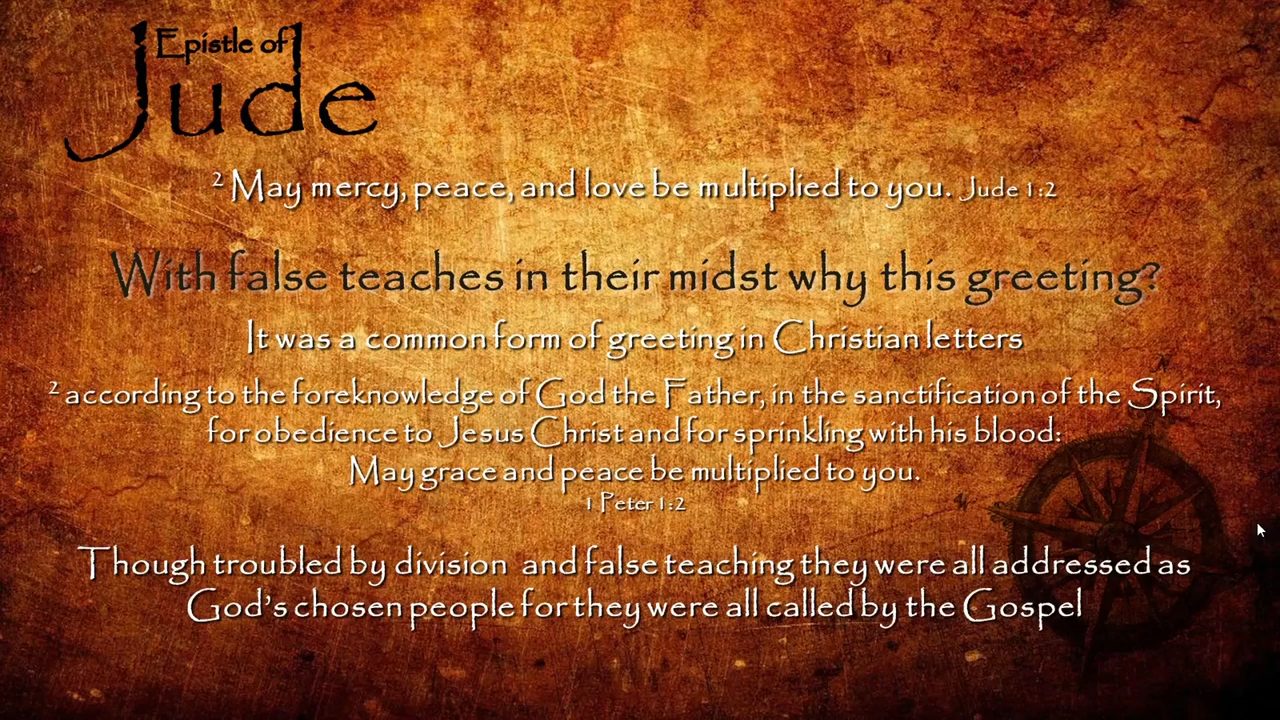 Epistle of
Jude
² May mercy, peace, and love be multiplied to you. Jude 1:2
With false teaches in their midst why this greeting?
It was a common form of greeting in Christian letters
² according to the foreknowledge of God the Father, in the sanctification of the Spirit,
for obedience to Jesus Christ and for sprinkling with his blood:
May grace and peace be multiplied to you.
1 Peter 1:2
Though troubled by division and false teaching they were all addressed as
God's chosen people for they were all called by the Gospel